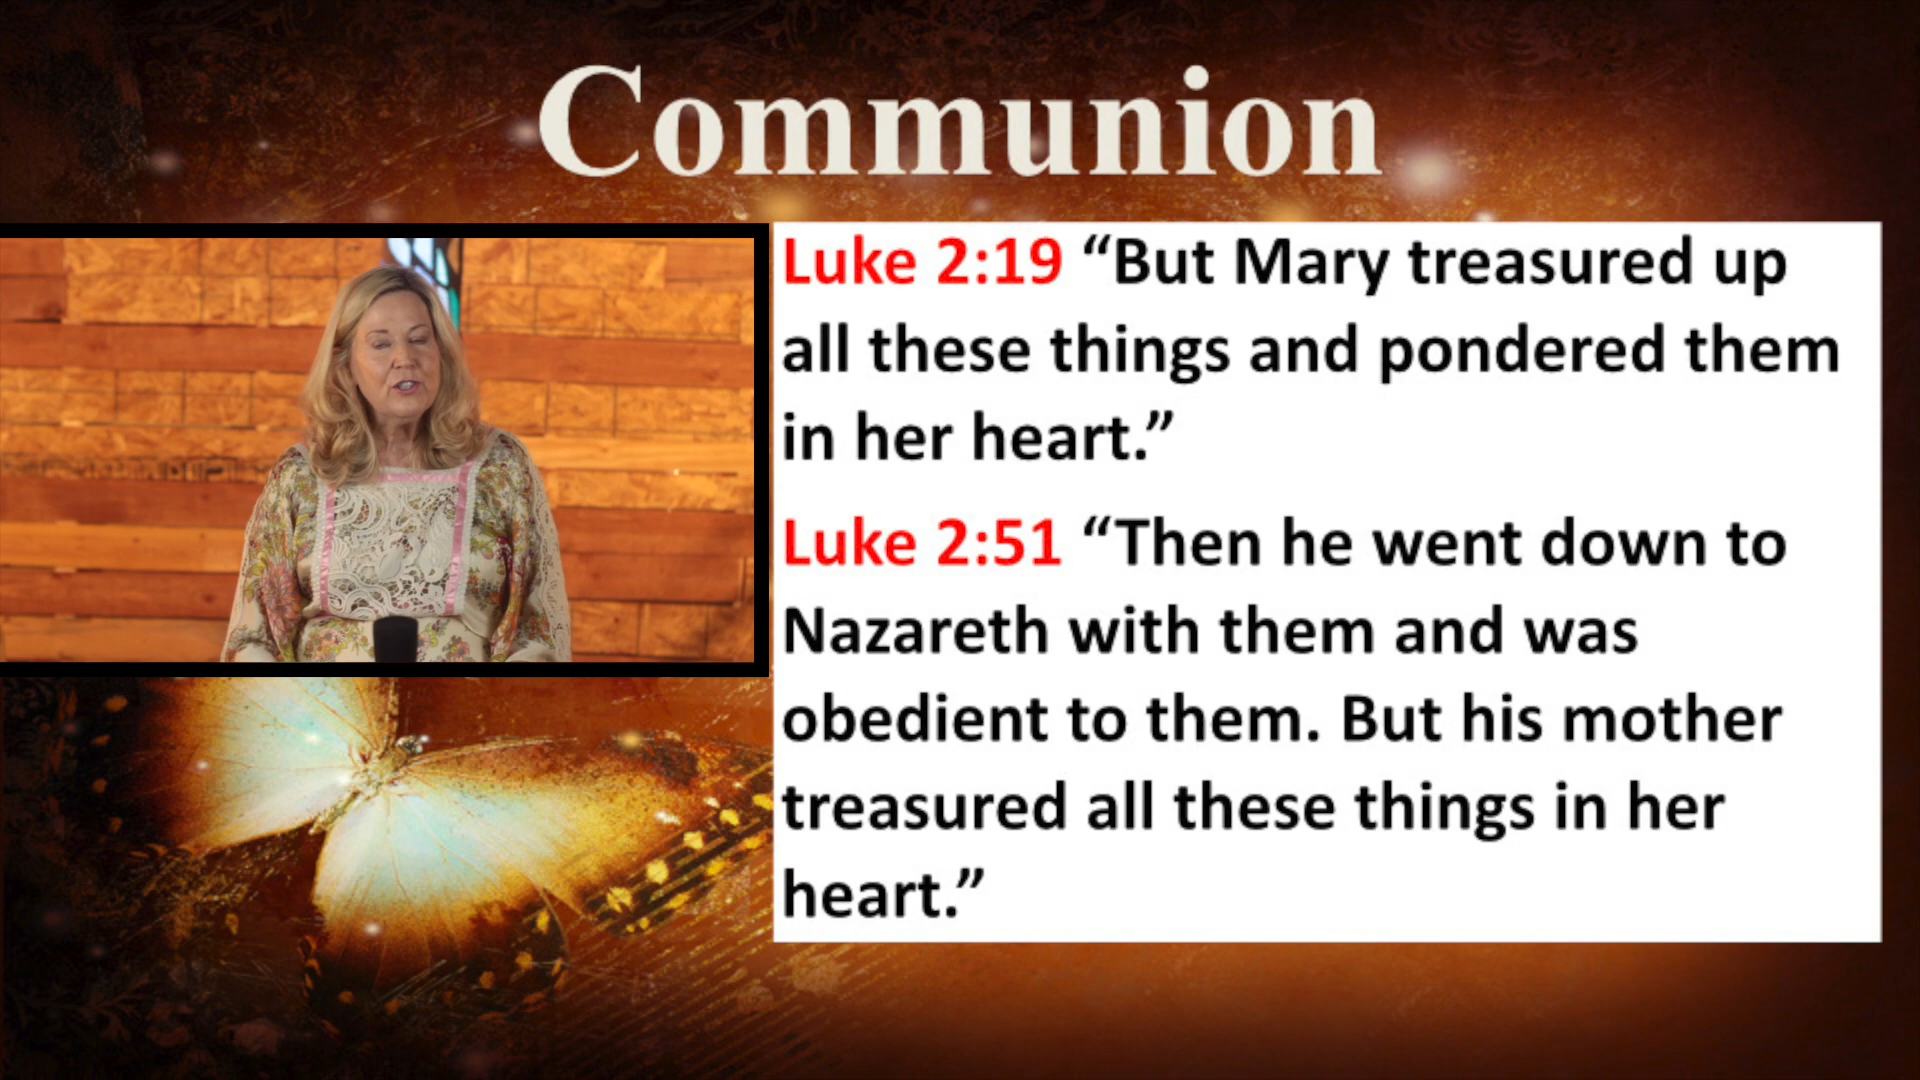 Communion
Luke 2:19 “But Mary treasured up
all these things and pondered them
in her heart.”
Luke 2:51 “Then he went down to
Nazareth with them and was
obedient to them. But his mother
treasured all these things in her
heart.”